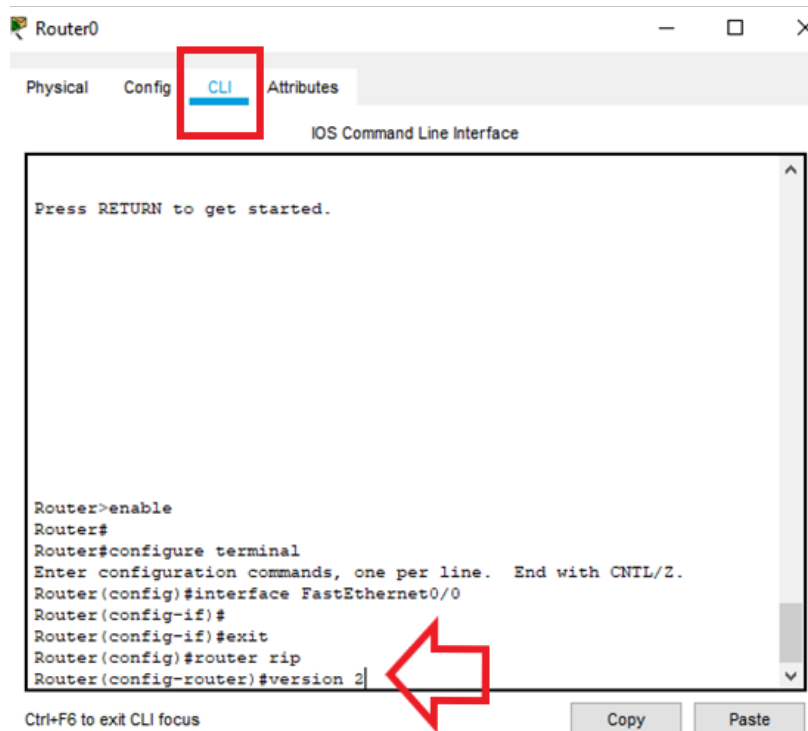 Router0
Physical Config CLI Attributes
IOS Command Line Interface
Press RETURN to get started.
Router>enable
Router#
Router#configure terminal
Enter configuration commands, one per line.  End with CNTL/Z.
Router(config)#interface FastEthernet0/0
Router(config-if)#
Router(config-if)#exit
Router(config)#router rip
Router(config-router)#version 2
Ctrl+F6 to exit CLI focus
Copy Paste